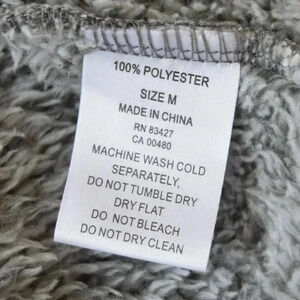 100% POLYESTER
SIZE M
MADE IN CHINA
RN 83427
CA 00480
MACHINE WASH COLD
SEPARATELY,
DO NOT TUMBLE DRY
DRY FLAT
DO NOT BLEACH
DO NOT DRY CLEAN